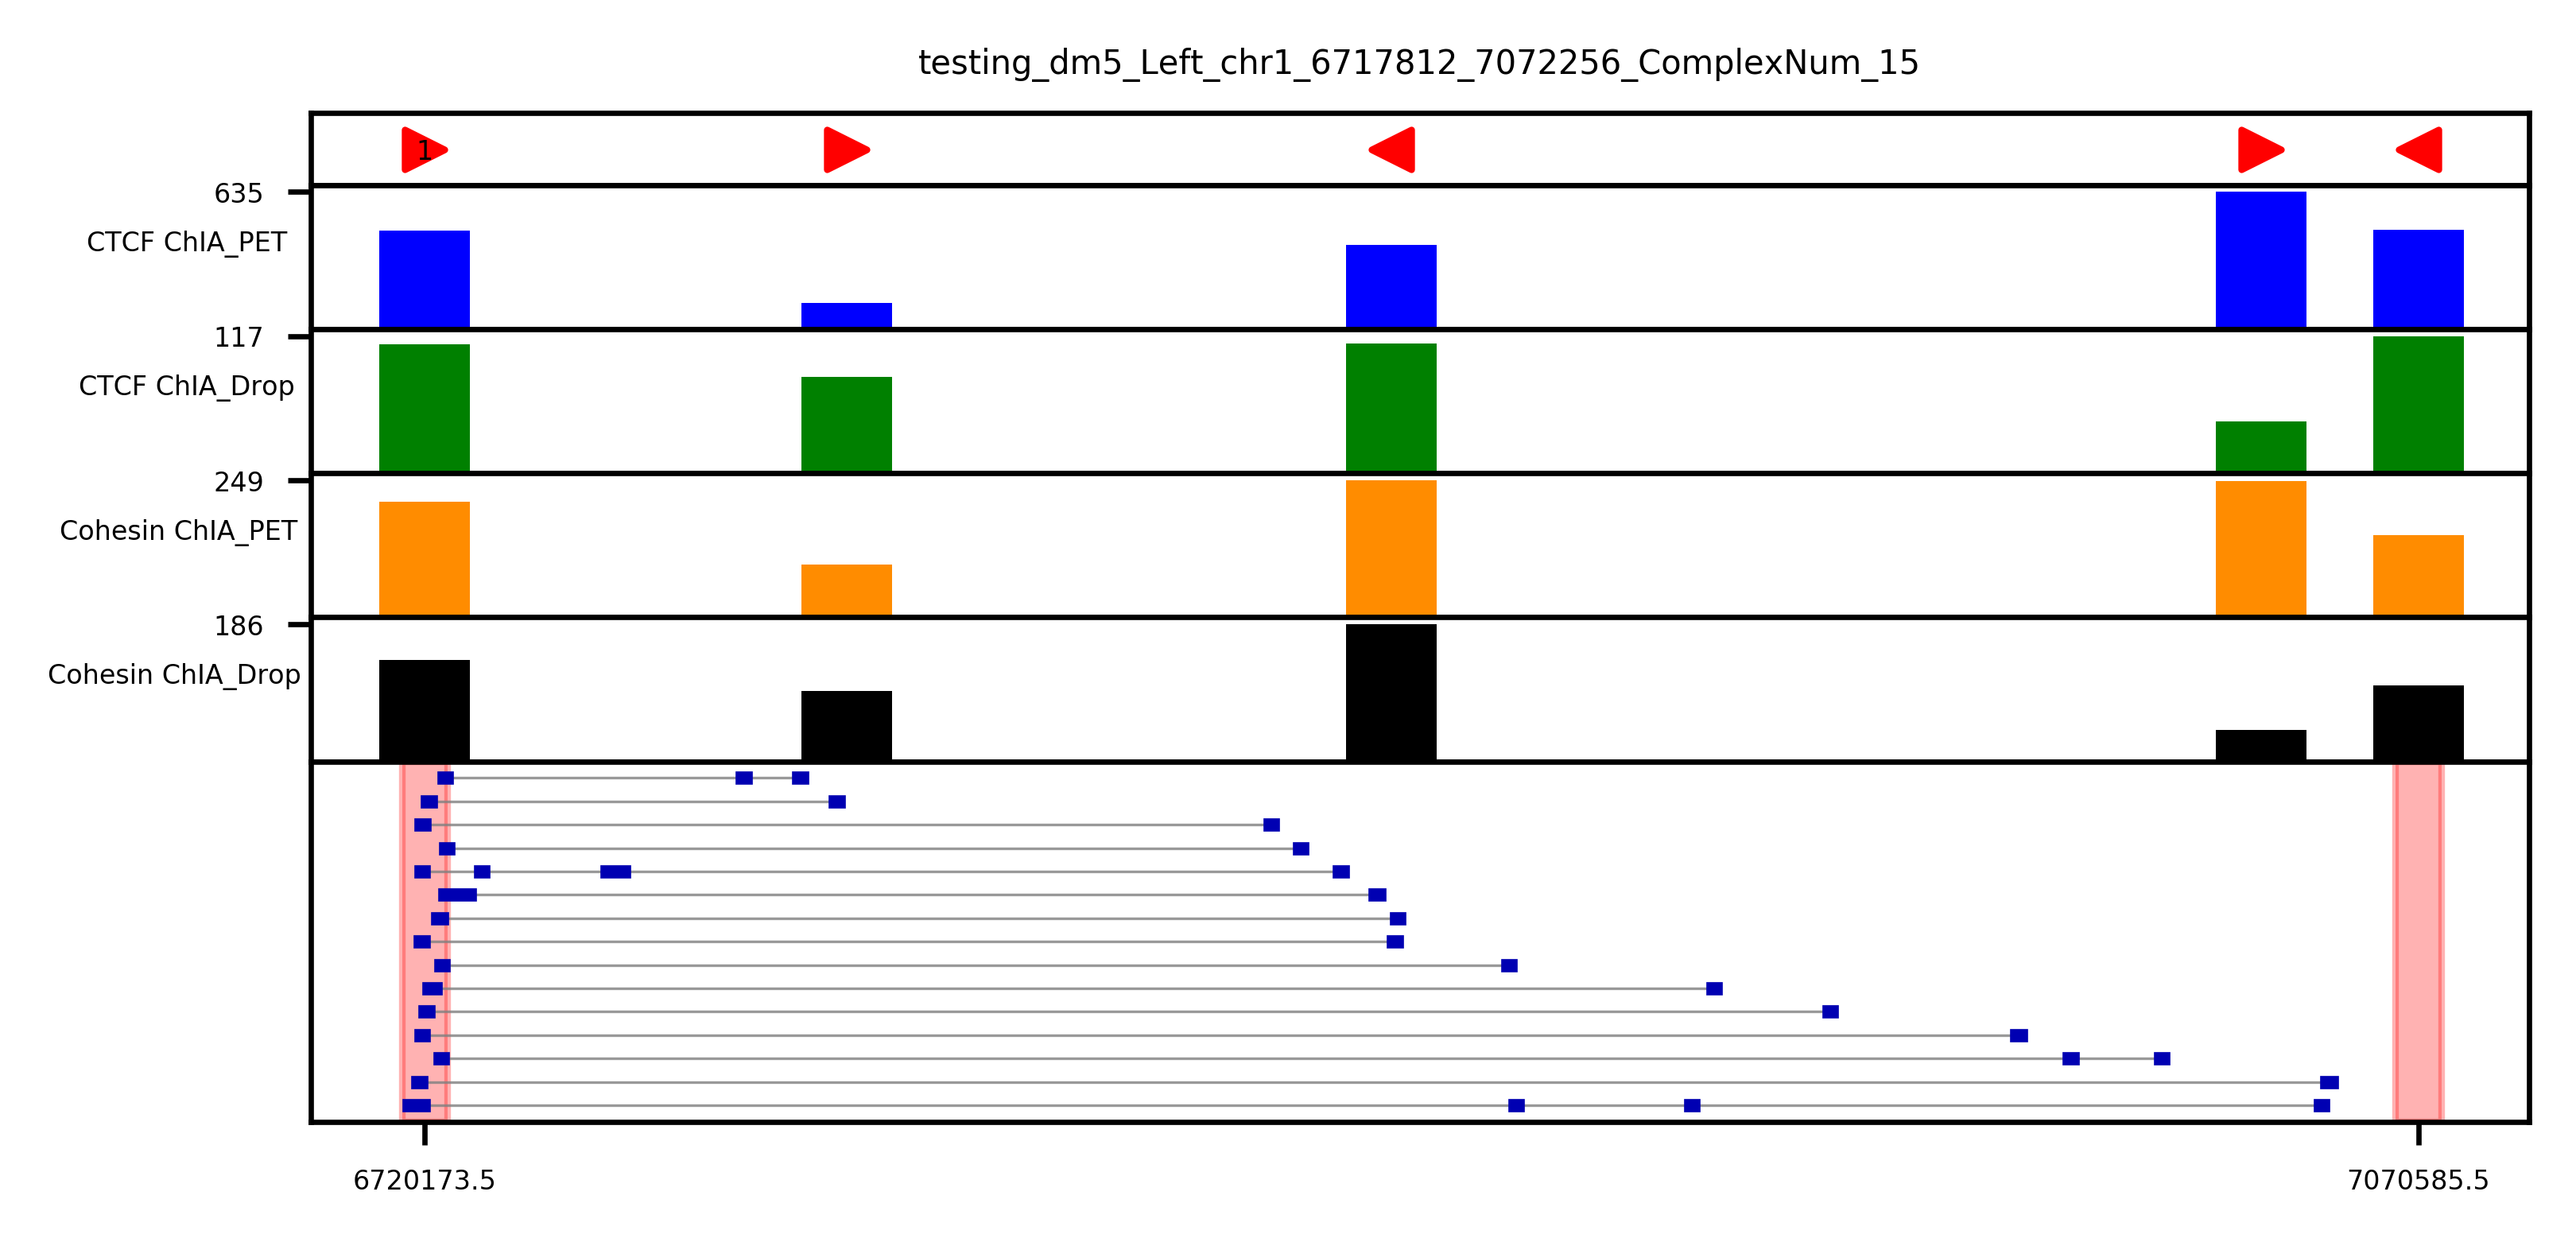 testing_dm5_Left_chr1_6717812_7072256_ComplexNum_15
1
635
CTCF ChIA_PET
117
CTCF ChIA_Drop
249
Cohesin ChIA_PET
186
Cohesin ChIA_Drop
6720173.5 7070585.5